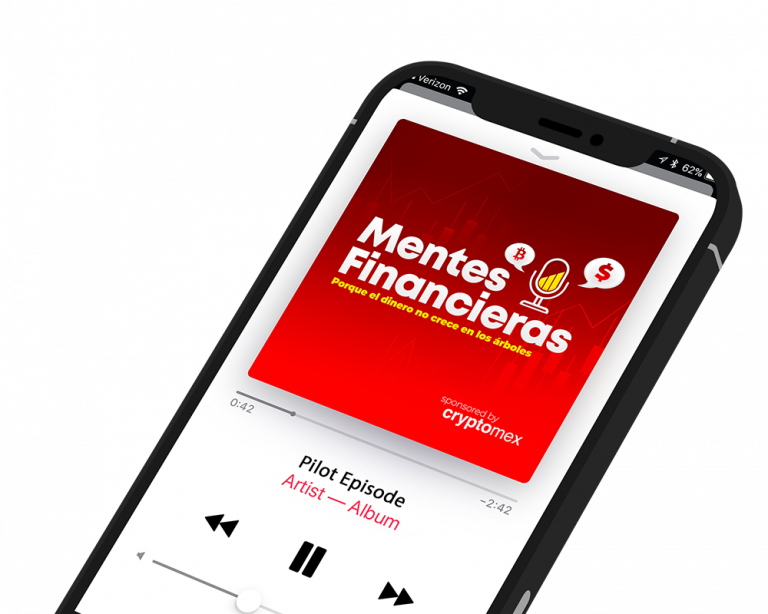 Verizon
62%
Mentes
Financieras
Porque el dinero no crece en los árboles
sponsored by
cryptomex
0:42
−2:42
Pilot Episode
Artist — Album